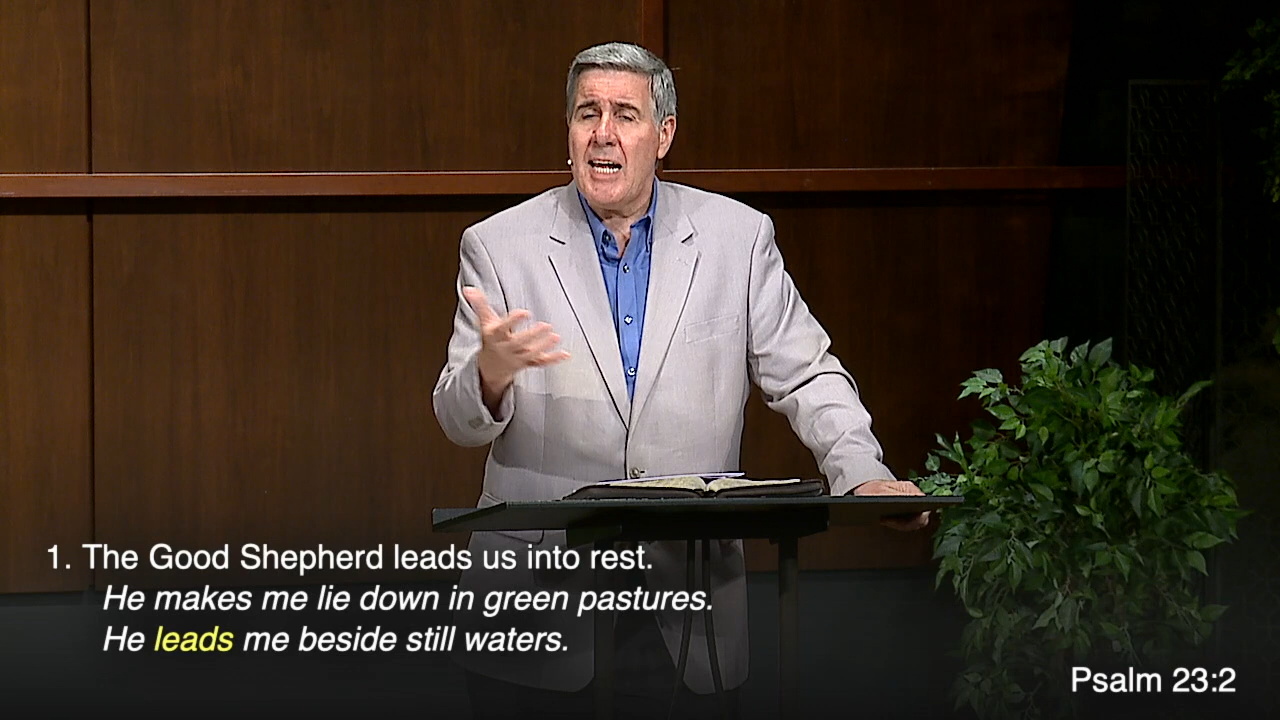 1. The Good Shepherd leads us into rest.
He makes me lie down in green pastures.
He leads me beside still waters.
Psalm 23:2